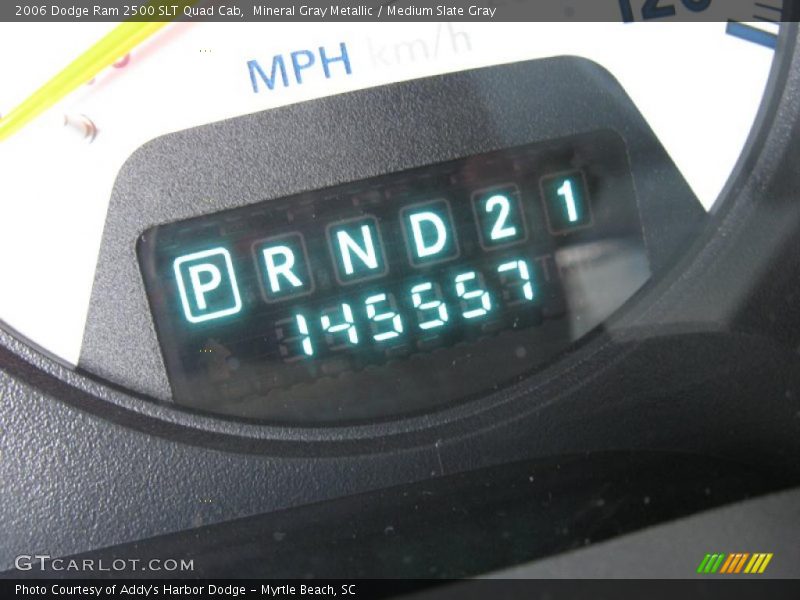 2006 Dodge Ram 2500 SLT Quad Cab, Mineral Gray Metallic / Medium Slate Gray
120
MPH km/h
P R N D 2 1
145557
GTCARLOT.COM
Photo Courtesy of Addy's Harbor Dodge - Myrtle Beach, SC